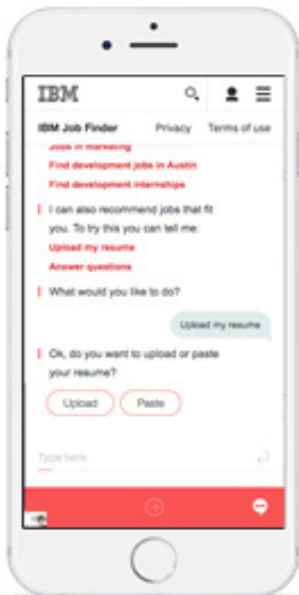 IBM
IBM Job Finder Privacy Terms of use
Jobs in marketing
Find development jobs in Austin
Find development internships
I can also recommend jobs that fit
you. To try this you can tell me:
Upload my resume
Answer questions
What would you like to do?
Upload my resume
Ok, do you want to upload or paste
your resume?
Upload Paste
Type here